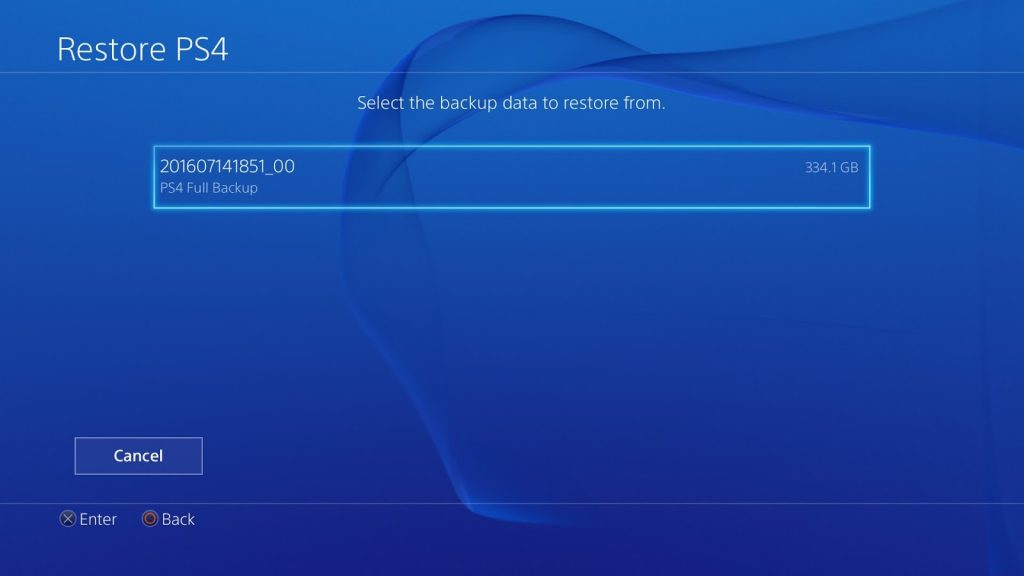 Restore PS4
Select the backup data to restore from.
201607141851_00
334.1 GB
PS4 Full Backup
Cancel
Enter Back